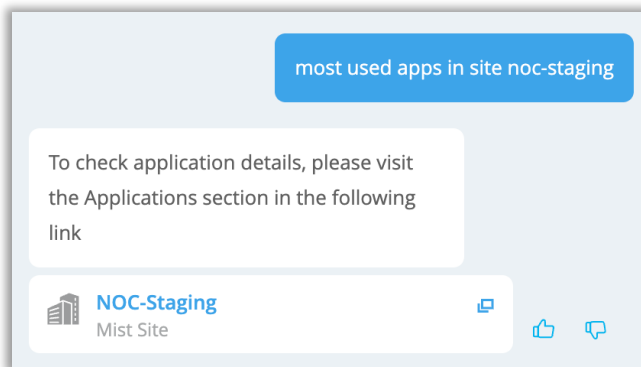 most used apps in site noc-staging
To check application details, please visit
the Applications section in the following
link
NOC-Staging
Mist Site